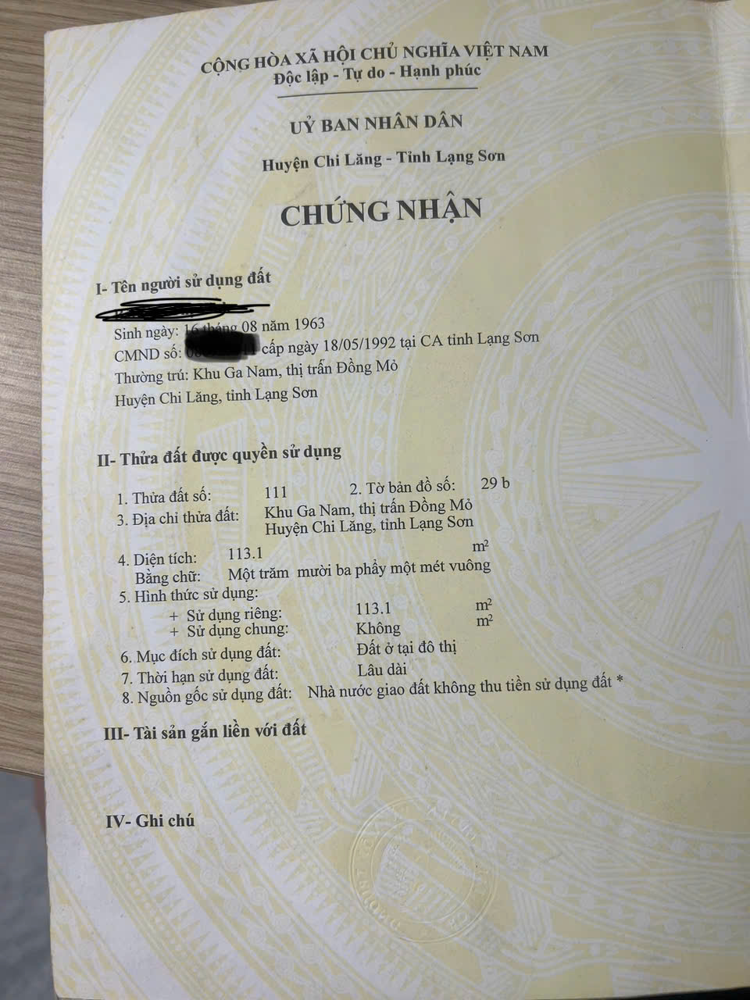 CỘNG HÒA XÃ HỘI CHỦ NGHĨA VIỆT NAM
Độc lập - Tự do - Hạnh phúc
UỶ BAN NHÂN DÂN
Huyện Chi Lăng - Tỉnh Lạng Sơn
CHỨNG NHẬN
I- Tên người sử dụng đất
Sinh ngày: 16 tháng 08 năm 1963
CMND số: cấp ngày 18/05/1992 tại CA tỉnh Lạng Sơn
Thường trú: Khu Ga Nam, thị trấn Đồng Mỏ
Huyện Chi Lăng, tỉnh Lạng Sơn
II- Thửa đất được quyền sử dụng
1. Thửa đất số: 111 2. Tờ bản đồ số: 29 b
3. Địa chỉ thửa đất: Khu Ga Nam, thị trấn Đồng Mỏ
Huyện Chi Lăng, tỉnh Lạng Sơn
4. Diện tích: 113.1 m²
Bằng chữ: Một trăm mười ba phẩy một mét vuông
5. Hình thức sử dụng:
+ Sử dụng riêng: 113.1 m²
+ Sử dụng chung: Không m²
6. Mục đích sử dụng đất: Đất ở tại đô thị
7. Thời hạn sử dụng đất: Lâu dài
8. Nguồn gốc sử dụng đất: Nhà nước giao đất không thu tiền sử dụng đất *
III- Tài sản gắn liền với đất
IV- Ghi chú